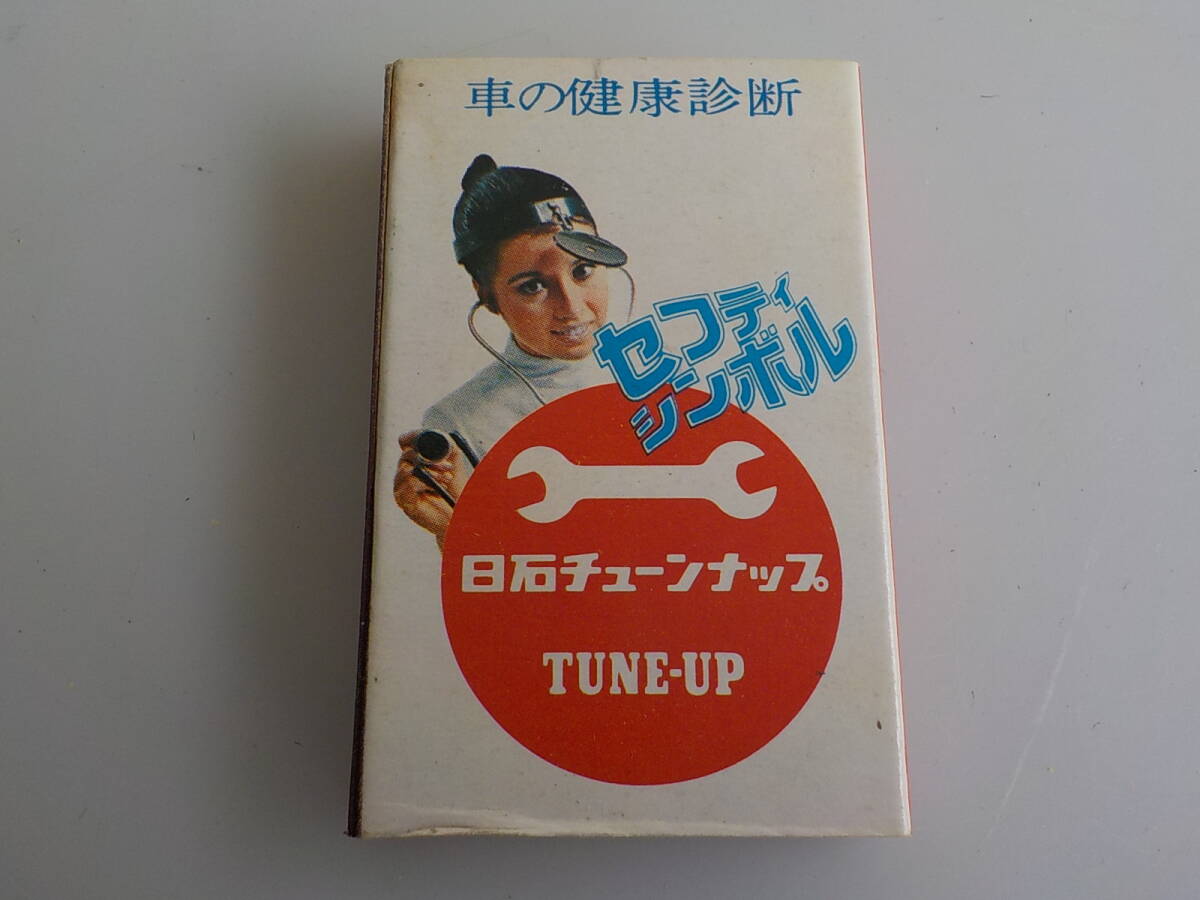 車の健康診断
セフティ
シンボル
日石チューンナップ
TUNE-UP